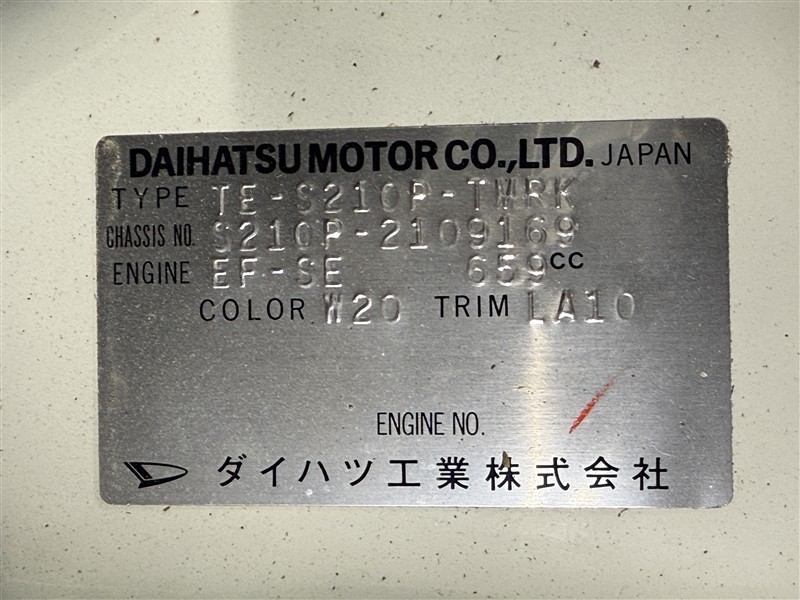 DAIHATSU MOTOR CO.,LTD. JAPAN
TYPE TE-S210P-TMRK
CHASSIS NO. S210P-2109169
ENGINE EF-SE 659CC
COLOR W20 TRIM LA10
ENGINE NO.
ダイハツ工業株式会社